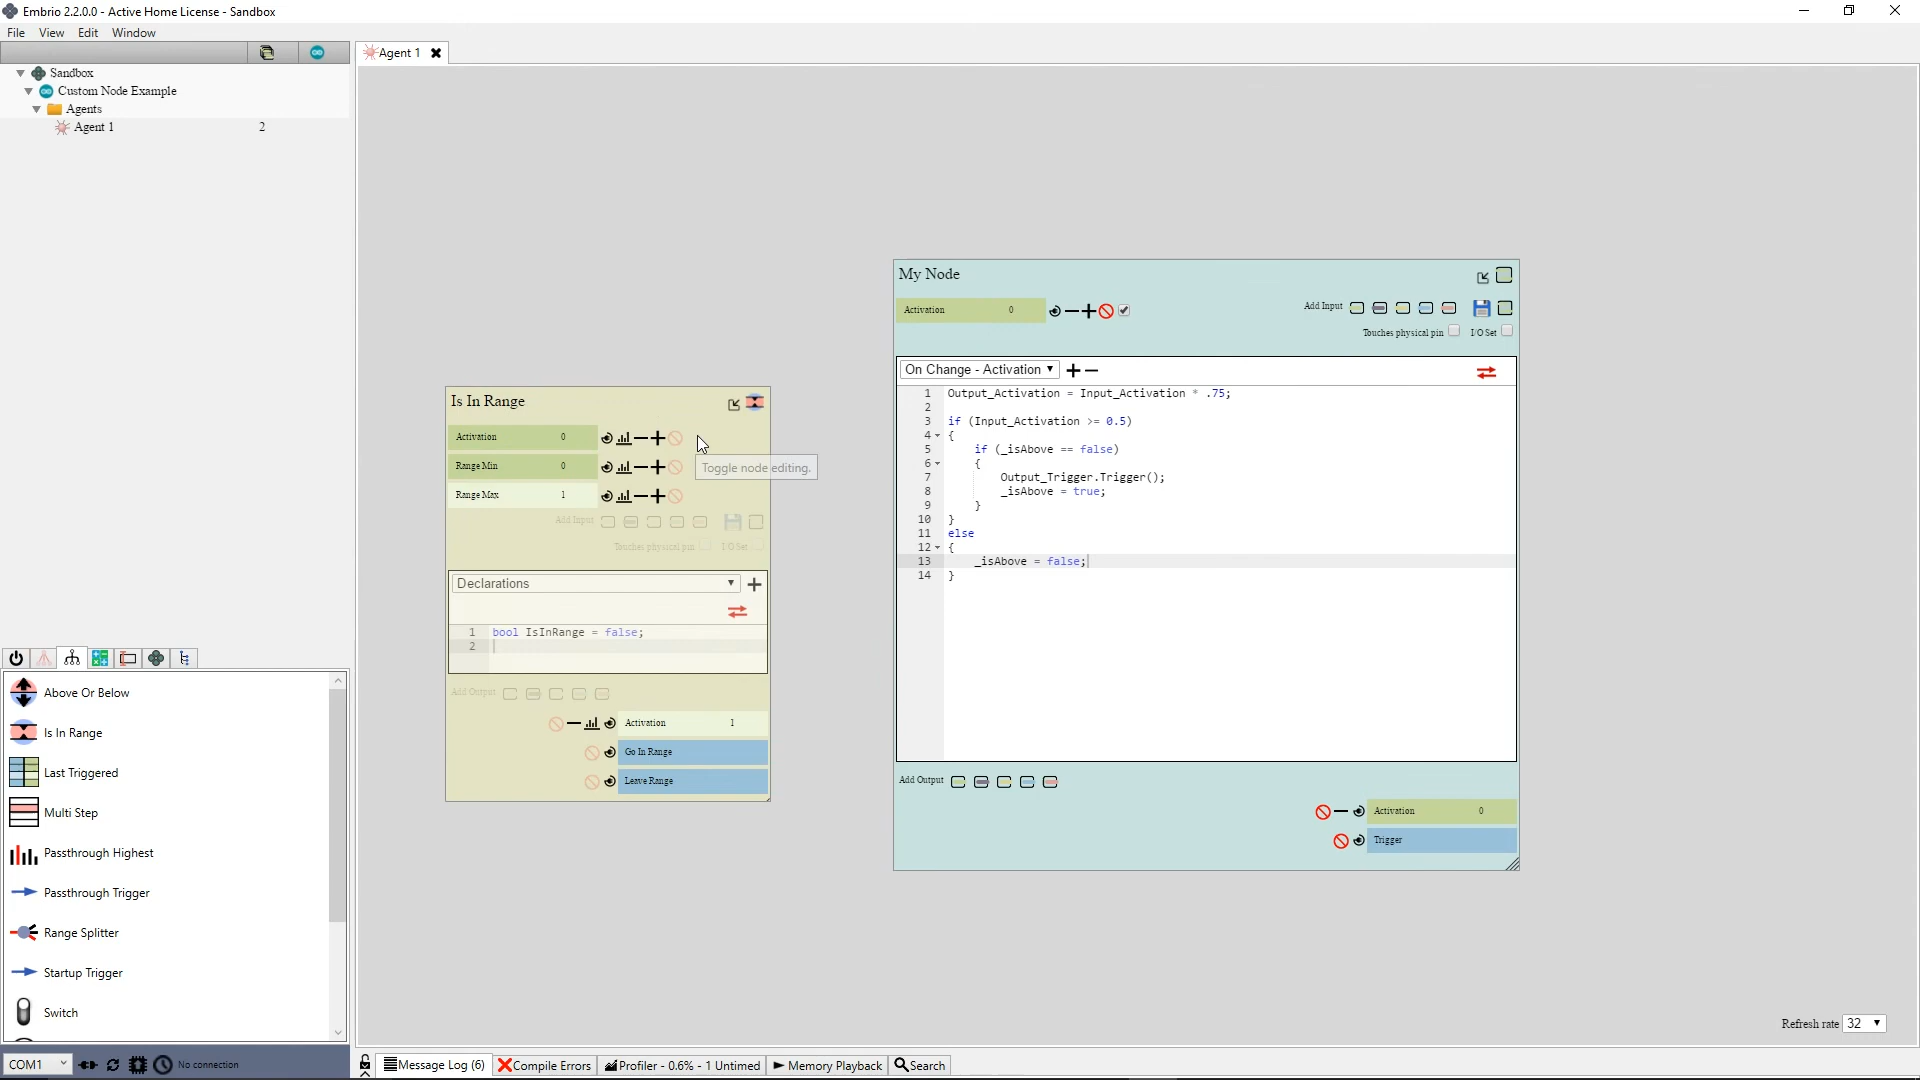 Embrio 2.2.0.0 - Active Home License - Sandbox
File View Edit Window
Agent 1
Sandbox
Custom Node Example
Agents
Agent 1 2
Is In Range
Activation 0
Range Min 0
Range Max 1
Toggle node editing.
Add Input
Touches physical pin I/O Set
Declarations
1 bool IsInRange = false;
2
Add Output
Activation 1
Go In Range
Leave Range
My Node
Activation 0
Add Input
Touches physical pin I/O Set
On Change - Activation
1 Output_Activation = Input_Activation * .75;
2
3 if (Input_Activation >= 0.5)
4 {
5 if (_isAbove == false)
6 {
7 Output_Trigger.Trigger();
8 _isAbove = true;
9 }
10 }
11 else
12 {
13 _isAbove = false;
14 }
Add Output
Activation 0
Trigger
Above Or Below
Is In Range
Last Triggered
Multi Step
Passthrough Highest
Passthrough Trigger
Range Splitter
Startup Trigger
Switch
Refresh rate 32
COM1 No connection
Message Log (6) Compile Errors Profiler - 0.6% - 1 Untimed Memory Playback Search